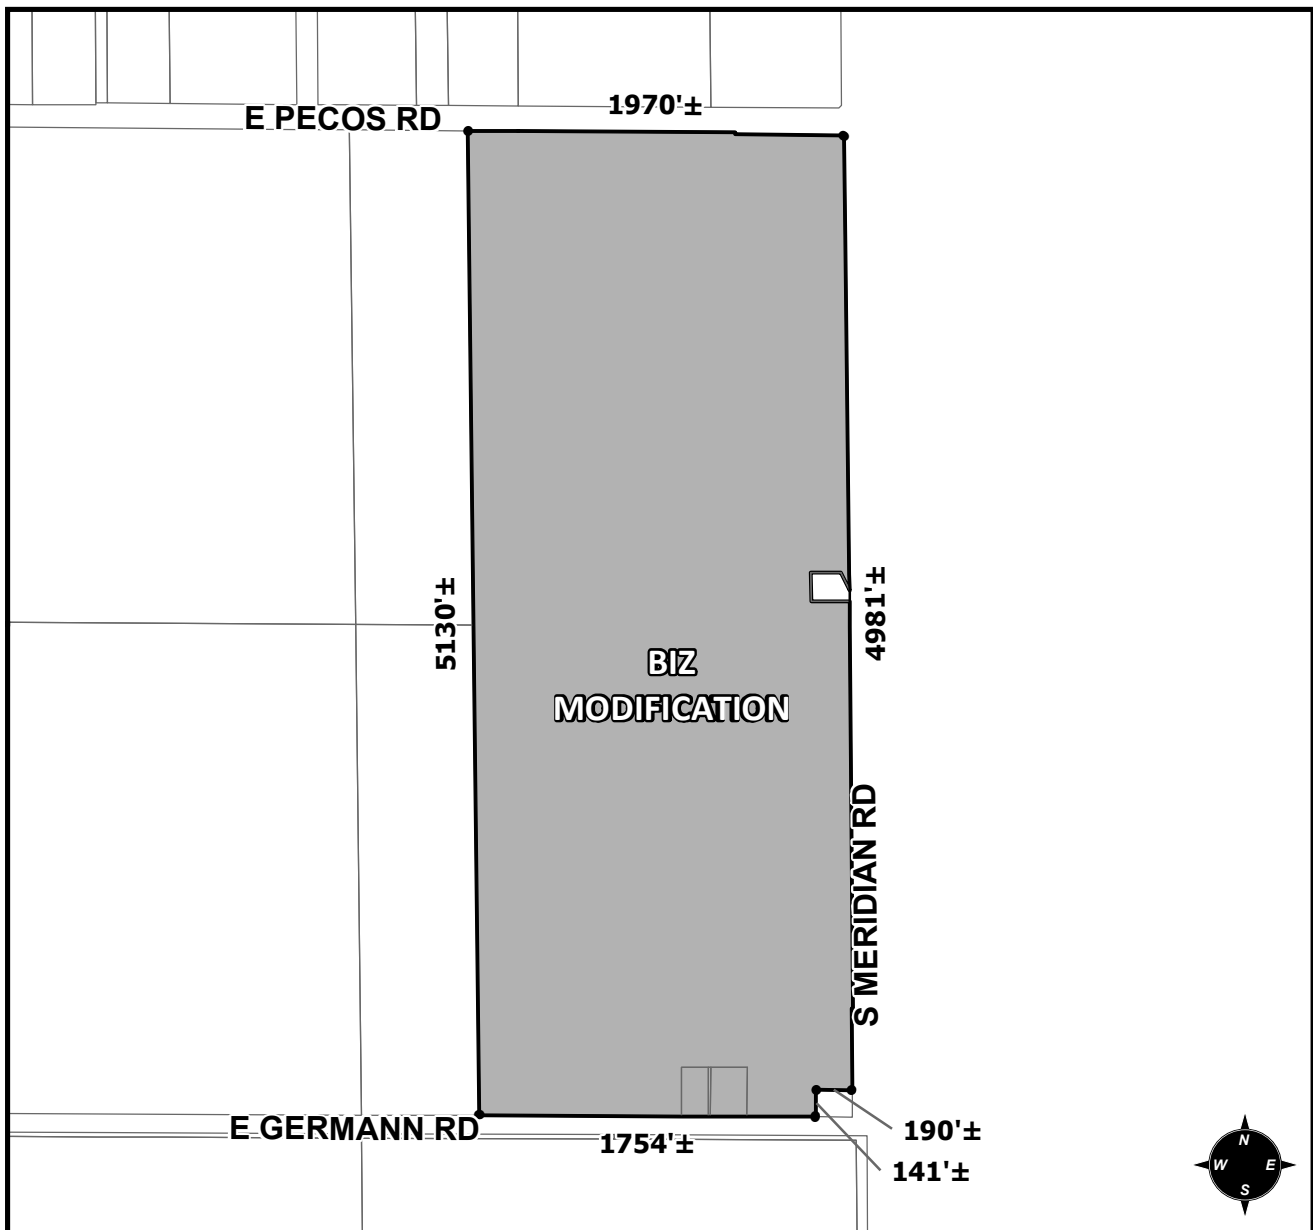 1970'±
E PECOS RD
5130'±
4981'±
BIZ
MODIFICATION
S MERIDIAN RD
E GERMANN RD
1754'±
190'±
141'±
N
W
E
S